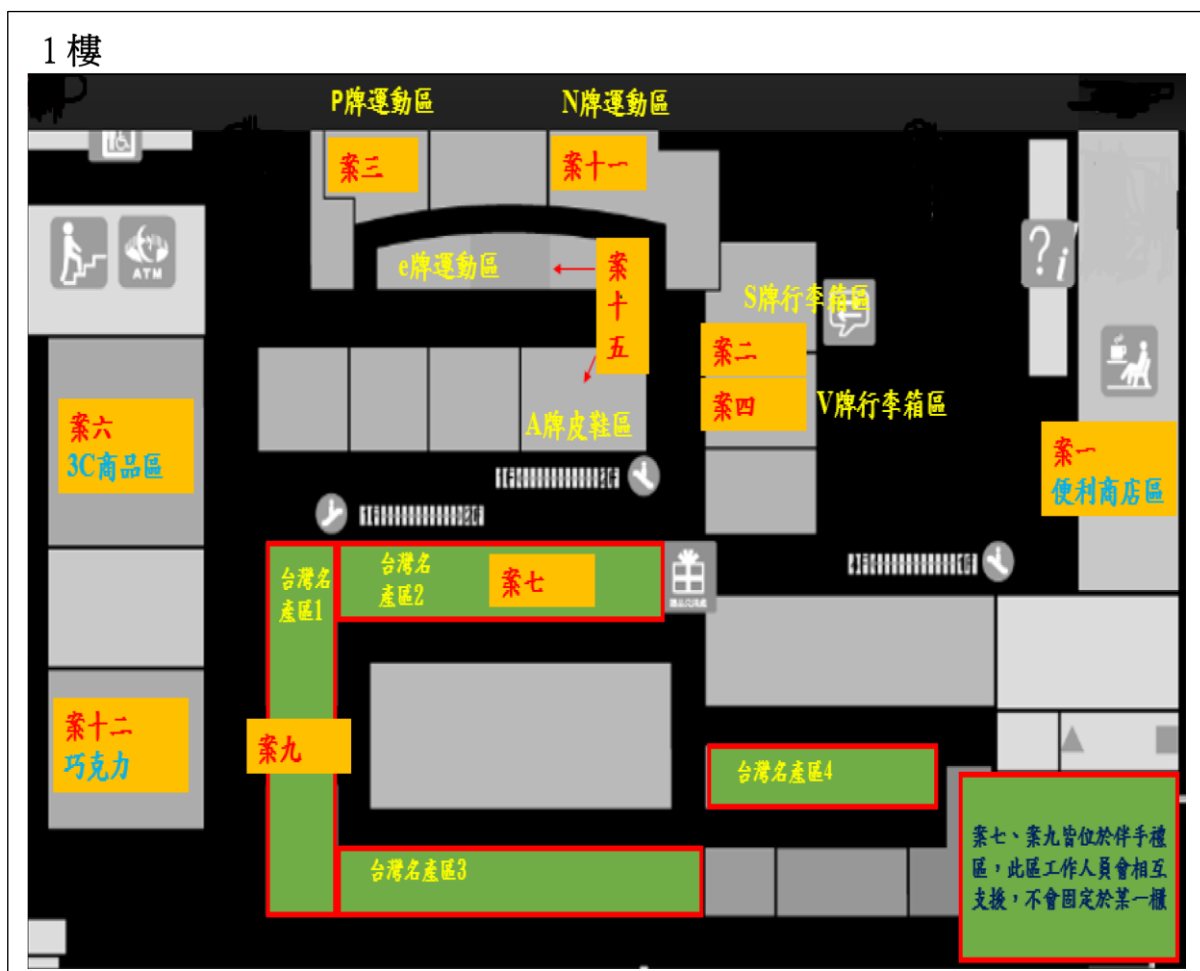 1樓
P牌運動區
N牌運動區
案三
案十一
e牌運動區
案
十
五
ATM
S牌行李箱區
案二
案四
V牌行李箱區
A牌皮鞋區
案六
3C商品區
案一
便利商店區
台灣名
產區1
台灣名
產區2
案七
案九
案十二
巧克力
台灣名產區4
台灣名產區3
案七、案九皆位於伴手禮
區，此區工作人員會相互
支援，不會固定於某一櫃